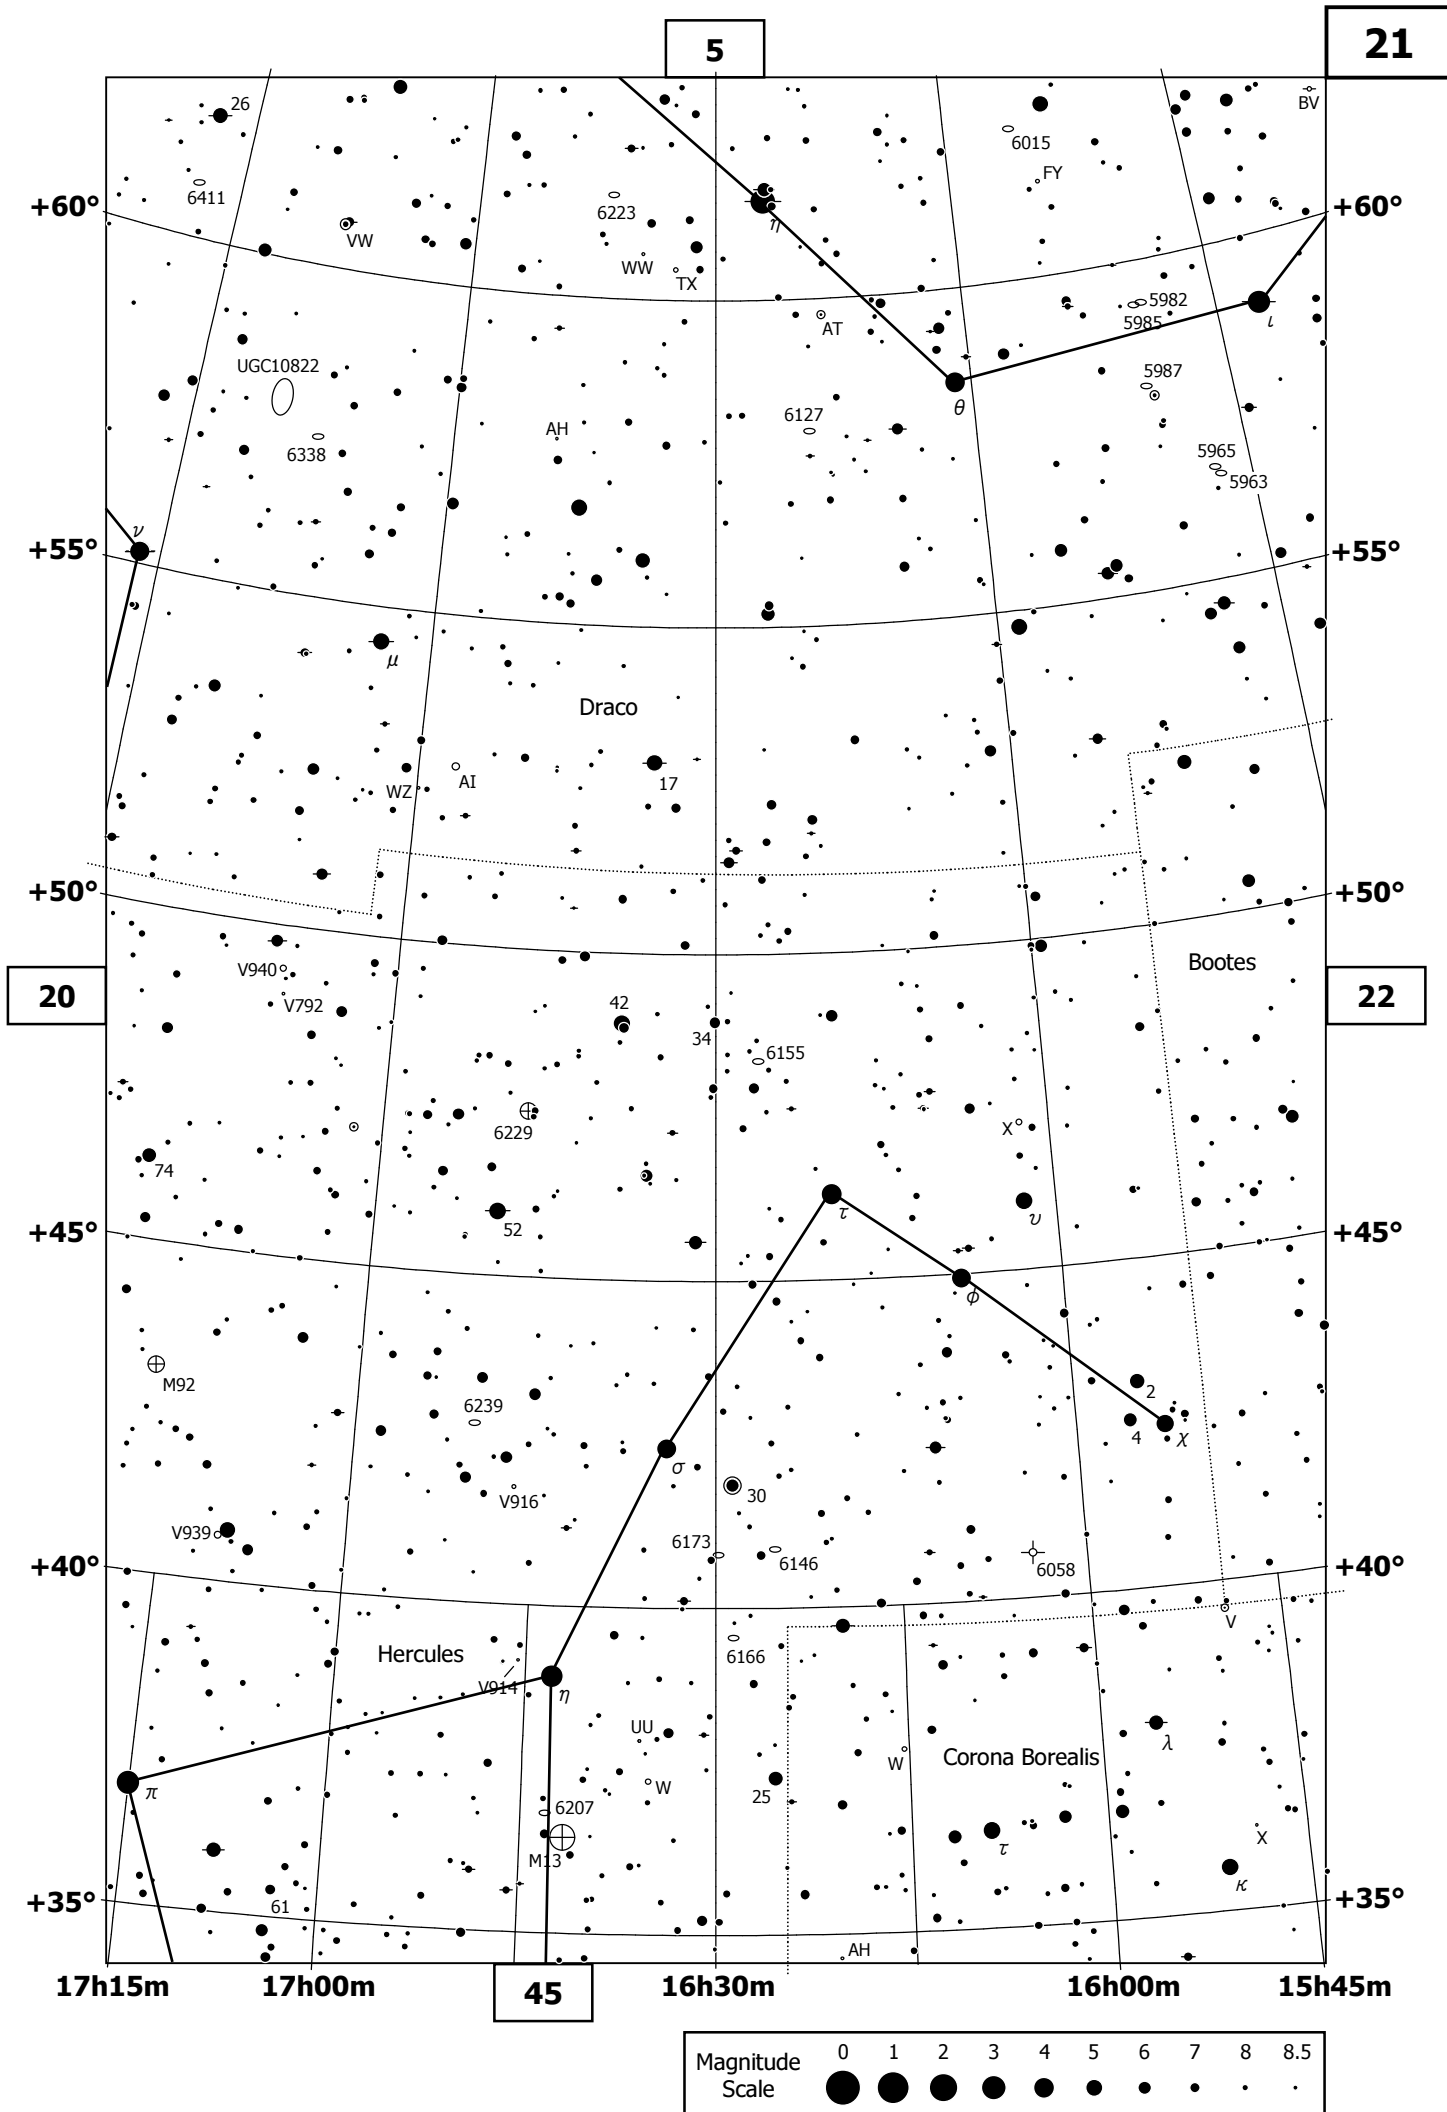 5
21
26
BV
6015
FY
6411
6223
+60°
+60°
η
VW
WW
TX
5982
5985
ι
AT
UGC10822
5987
θ
6127
AH
6338
5965
5963
ν
+55°
+55°
μ
Draco
17
AI
WZ
+50°
+50°
Bootes
V940
20
22
V792
42
34
6155
6229
X
74
τ
υ
52
+45°
+45°
φ
M92
2
6239
4
χ
σ
30
V916
V939
6173
6146
6058
+40°
+40°
V
Hercules
6166
V914
η
UU
λ
W
Corona Borealis
π
W
25
6207
X
τ
M13
κ
61
+35°
+35°
AH
17h15m
17h00m
45
16h30m
16h00m
15h45m
Magnitude
Scale
0 1 2 3 4 5 6 7 8 8.5